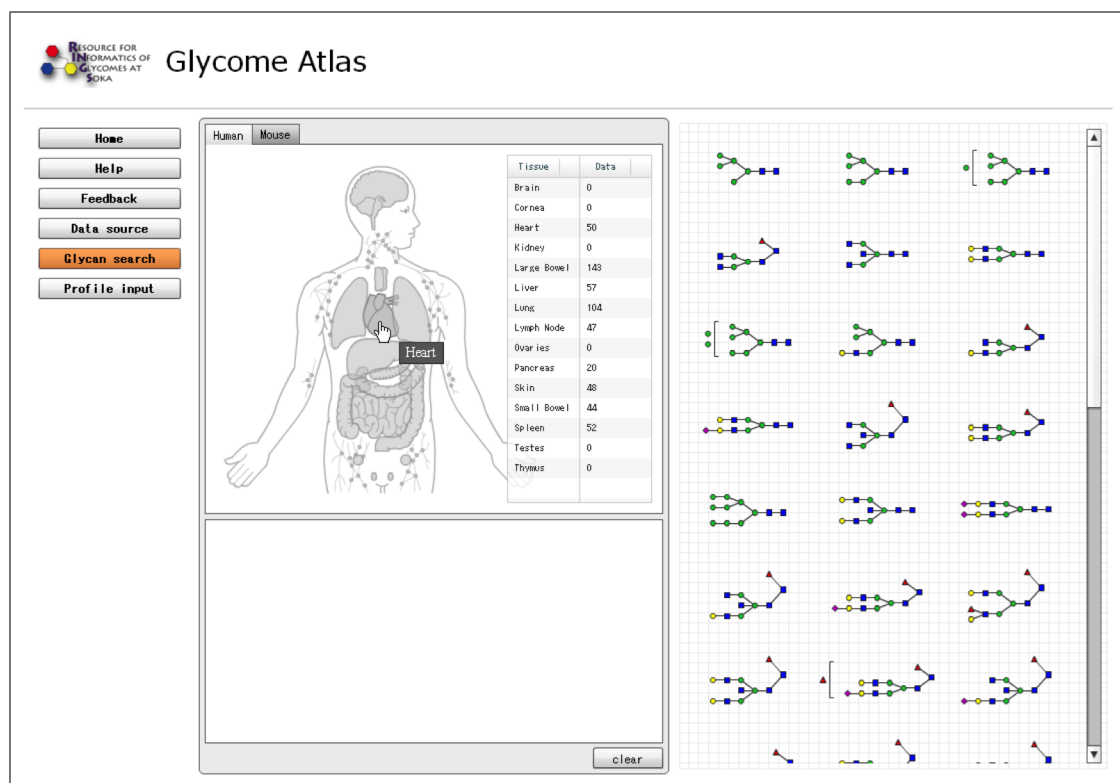 RESOURCE FOR
INFORMATICS OF
GLYCOMES AT
SOKA
Glycome Atlas
Home
Help
Feedback
Data source
Glycan search
Profile input
Human Mouse
Tissue Data
Brain 0
Cornea 0
Heart 50
Kidney 0
Large Bowel 143
Liver 57
Lung 104
Lymph Node 47
Ovaries 0
Pancreas 20
Skin 48
Small Bowel 44
Spleen 52
Testes 0
Thymus 0
Heart
clear